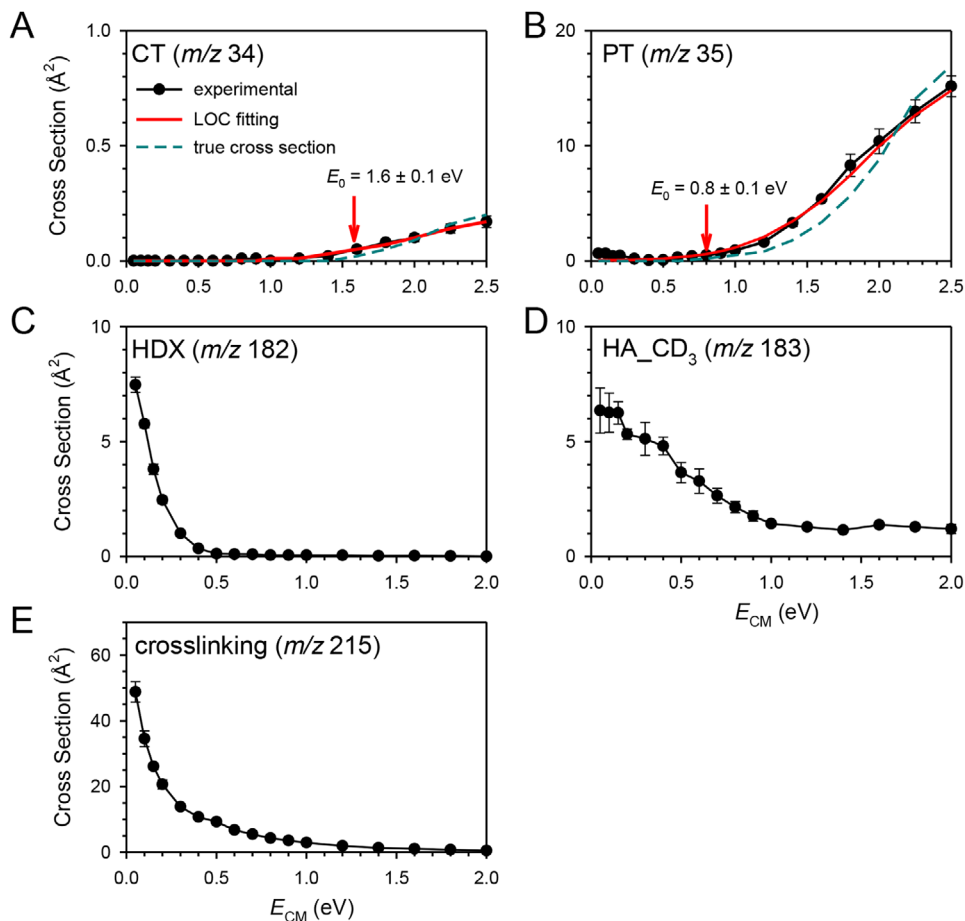 A
CT (m/z 34)
experimental
LOC fitting
true cross section
E0 = 1.6 ± 0.1 eV
Cross Section (Å²)
1.0
0.5
0.0
0.0 0.5 1.0 1.5 2.0 2.5
B
PT (m/z 35)
E0 = 0.8 ± 0.1 eV
20
10
0
0.0 0.5 1.0 1.5 2.0 2.5
C
HDX (m/z 182)
Cross Section (Å²)
10
5
0
0.0 0.5 1.0 1.5 2.0
D
HA_CD3 (m/z 183)
10
5
0
0.0 0.5 1.0 1.5 2.0
ECM (eV)
E
crosslinking (m/z 215)
Cross Section (Å²)
60
40
20
0
0.0 0.5 1.0 1.5 2.0
ECM (eV)